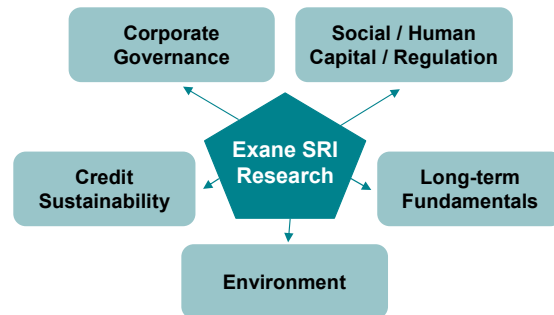 Corporate
Governance
Social / Human
Capital / Regulation
Exane SRI
Research
Credit
Sustainability
Long-term
Fundamentals
Environment